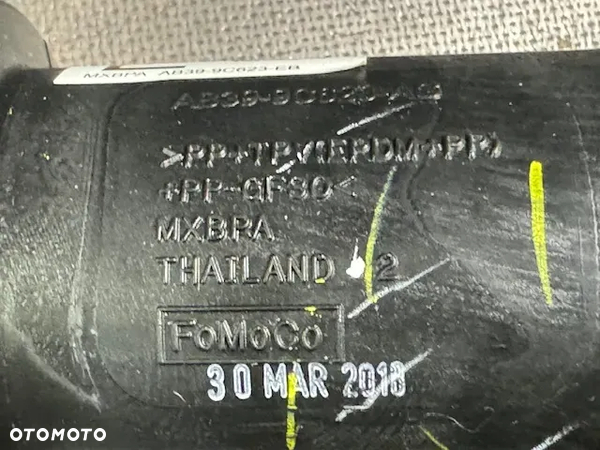 MXBPA AB39-9C623-EB
AB39-9C623-AG
>PP+TPV(EPDM+PP)
+PP-GF30<
MXBPA
THAILAND 2
FoMoCo
30 MAR 2018
OTOMOTO